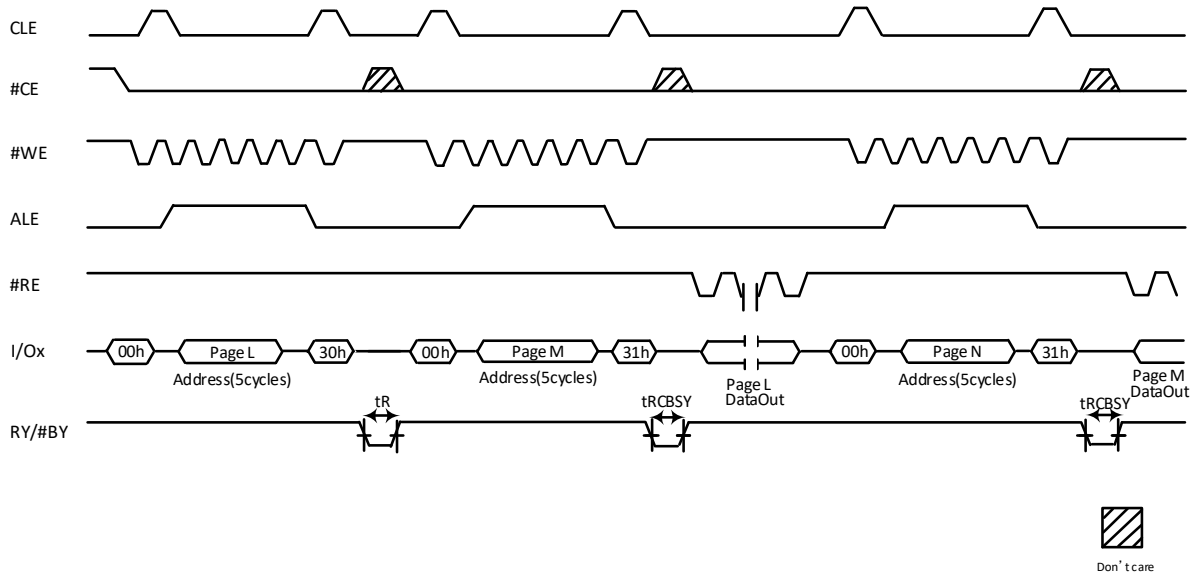 CLE
#CE
#WE
ALE
#RE
I/Ox
00h
Page L
30h
00h
Page M
31h
00h
Page N
31h
Address(5cycles)
Address(5cycles)
Page L
DataOut
Address(5cycles)
Page M
DataOut
RY/#BY
tR
tRCBSY
tRCBSY
Don't care